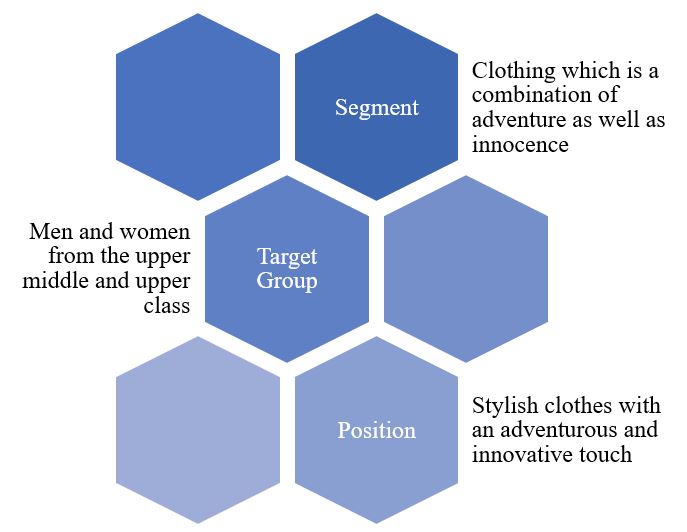 Segment
Clothing which is a
combination of
adventure as well as
innocence
Men and women
from the upper
middle and upper
class
Target
Group
Position
Stylish clothes with
an adventurous and
innovative touch